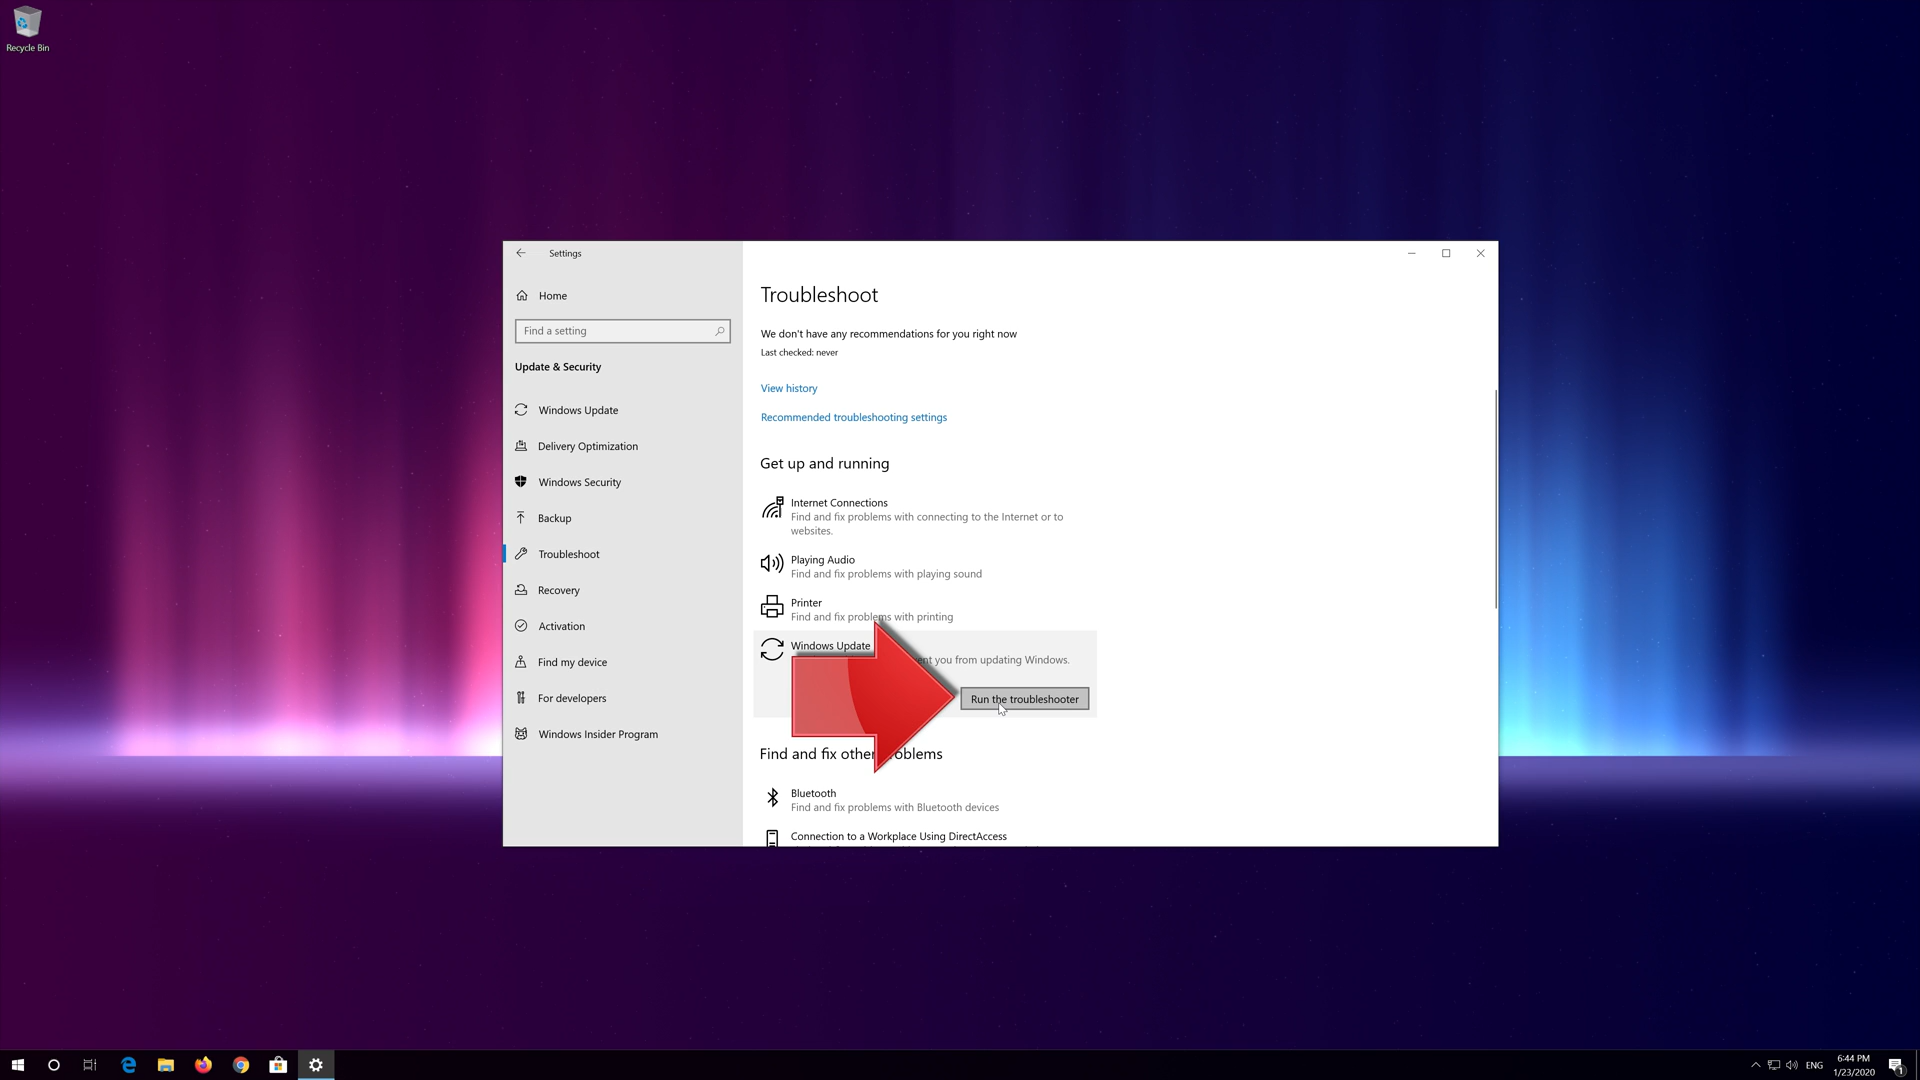 Recycle Bin
Settings
Home
Find a setting
Update & Security
Windows Update
Delivery Optimization
Windows Security
Backup
Troubleshoot
Recovery
Activation
Find my device
For developers
Windows Insider Program
Troubleshoot
We don't have any recommendations for you right now
Last checked: never
View history
Recommended troubleshooting settings
Get up and running
Internet Connections
Find and fix problems with connecting to the Internet or to
websites.
Playing Audio
Find and fix problems with playing sound
Printer
Find and fix problems with printing
Windows Update
you from updating Windows.
Run the troubleshooter
Find and fix other
Bluetooth
Find and fix problems with Bluetooth devices
Connection to a Workplace Using DirectAccess
ENG
6:44 PM
1/23/2020
1